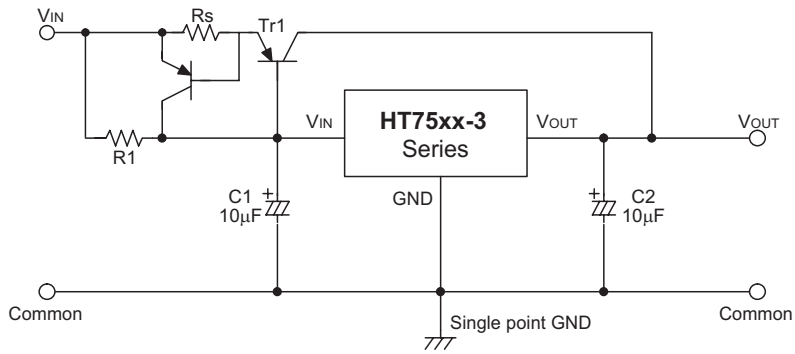 VIN
Rs
Tr1
R1
VIN
HT75xx-3
Series
VOUT
VOUT
GND
C1
10μF
C2
10μF
Common
Common
Single point GND